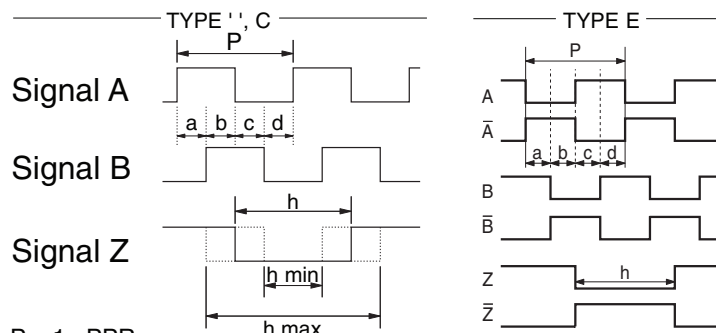 TYPE ' ', C
P
Signal A
a b c d
Signal B
h
Signal Z
h min
h max
TYPE E
P
A
A̅
a b c d
B
B̅
Z
h
Z̅